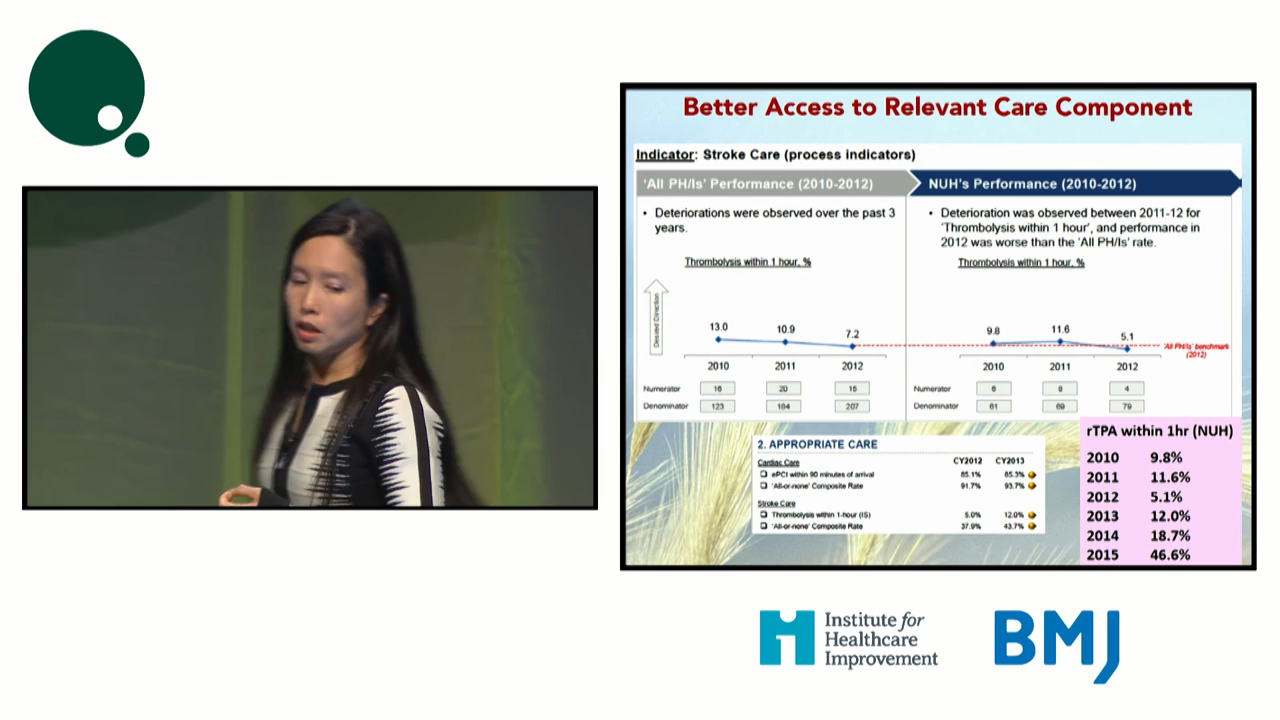 Better Access to Relevant Care Component
Indicator: Stroke Care (process indicators)
'All PH/Is' Performance (2010-2012)
• Deteriorations were observed over the past 3
years.
Thrombolysis within 1 hour, %
Desired Direction
13.0 10.9 7.2
2010 2011 2012
Numerator 16 20 15
Denominator 123 184 207
NUH's Performance (2010-2012)
• Deterioration was observed between 2011-12 for
'Thrombolysis within 1 hour', and performance in
2012 was worse than the 'All PH/Is' rate.
Thrombolysis within 1 hour, %
9.8 11.6 5.1
'All PH/Is' benchmark
(2012)
2010 2011 2012
Numerator 6 8 4
Denominator 61 69 79
2. APPROPRIATE CARE
CY2012 CY2013
Cardiac Care
ePCI within 90 minutes of arrival 85.1% 85.3%
'All-or-none' Composite Rate 91.7% 93.7%
Stroke Care
Thrombolysis within 1-hour (IS) 5.0% 12.0%
'All-or-none' Composite Rate 37.9% 43.7%
rTPA within 1hr (NUH)
2010 9.8%
2011 11.6%
2012 5.1%
2013 12.0%
2014 18.7%
2015 46.6%
Institute for
Healthcare
Improvement
BMJ